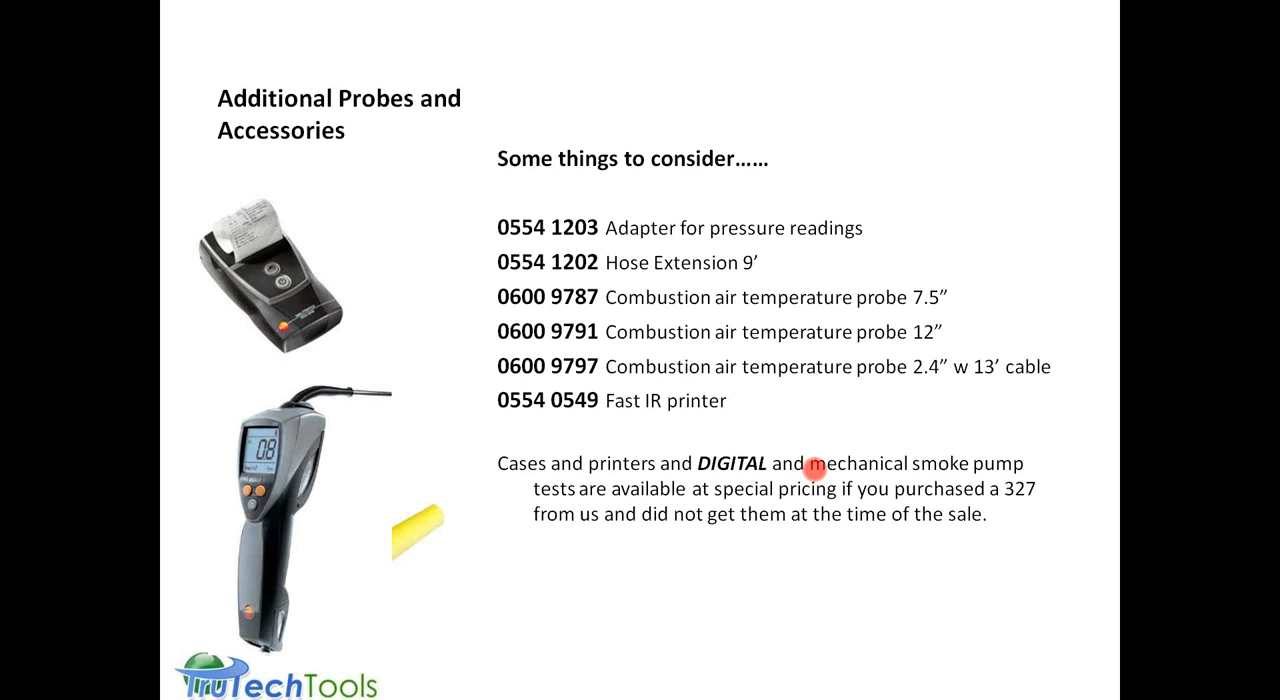 Additional Probes and
Accessories
Some things to consider……
0554 1203 Adapter for pressure readings
0554 1202 Hose Extension 9’
0600 9787 Combustion air temperature probe 7.5”
0600 9791 Combustion air temperature probe 12”
0600 9797 Combustion air temperature probe 2.4” w 13’ cable
0554 0549 Fast IR printer
Cases and printers and DIGITAL and mechanical smoke pump
tests are available at special pricing if you purchased a 327
from us and did not get them at the time of the sale.
0.8
TruTechTools